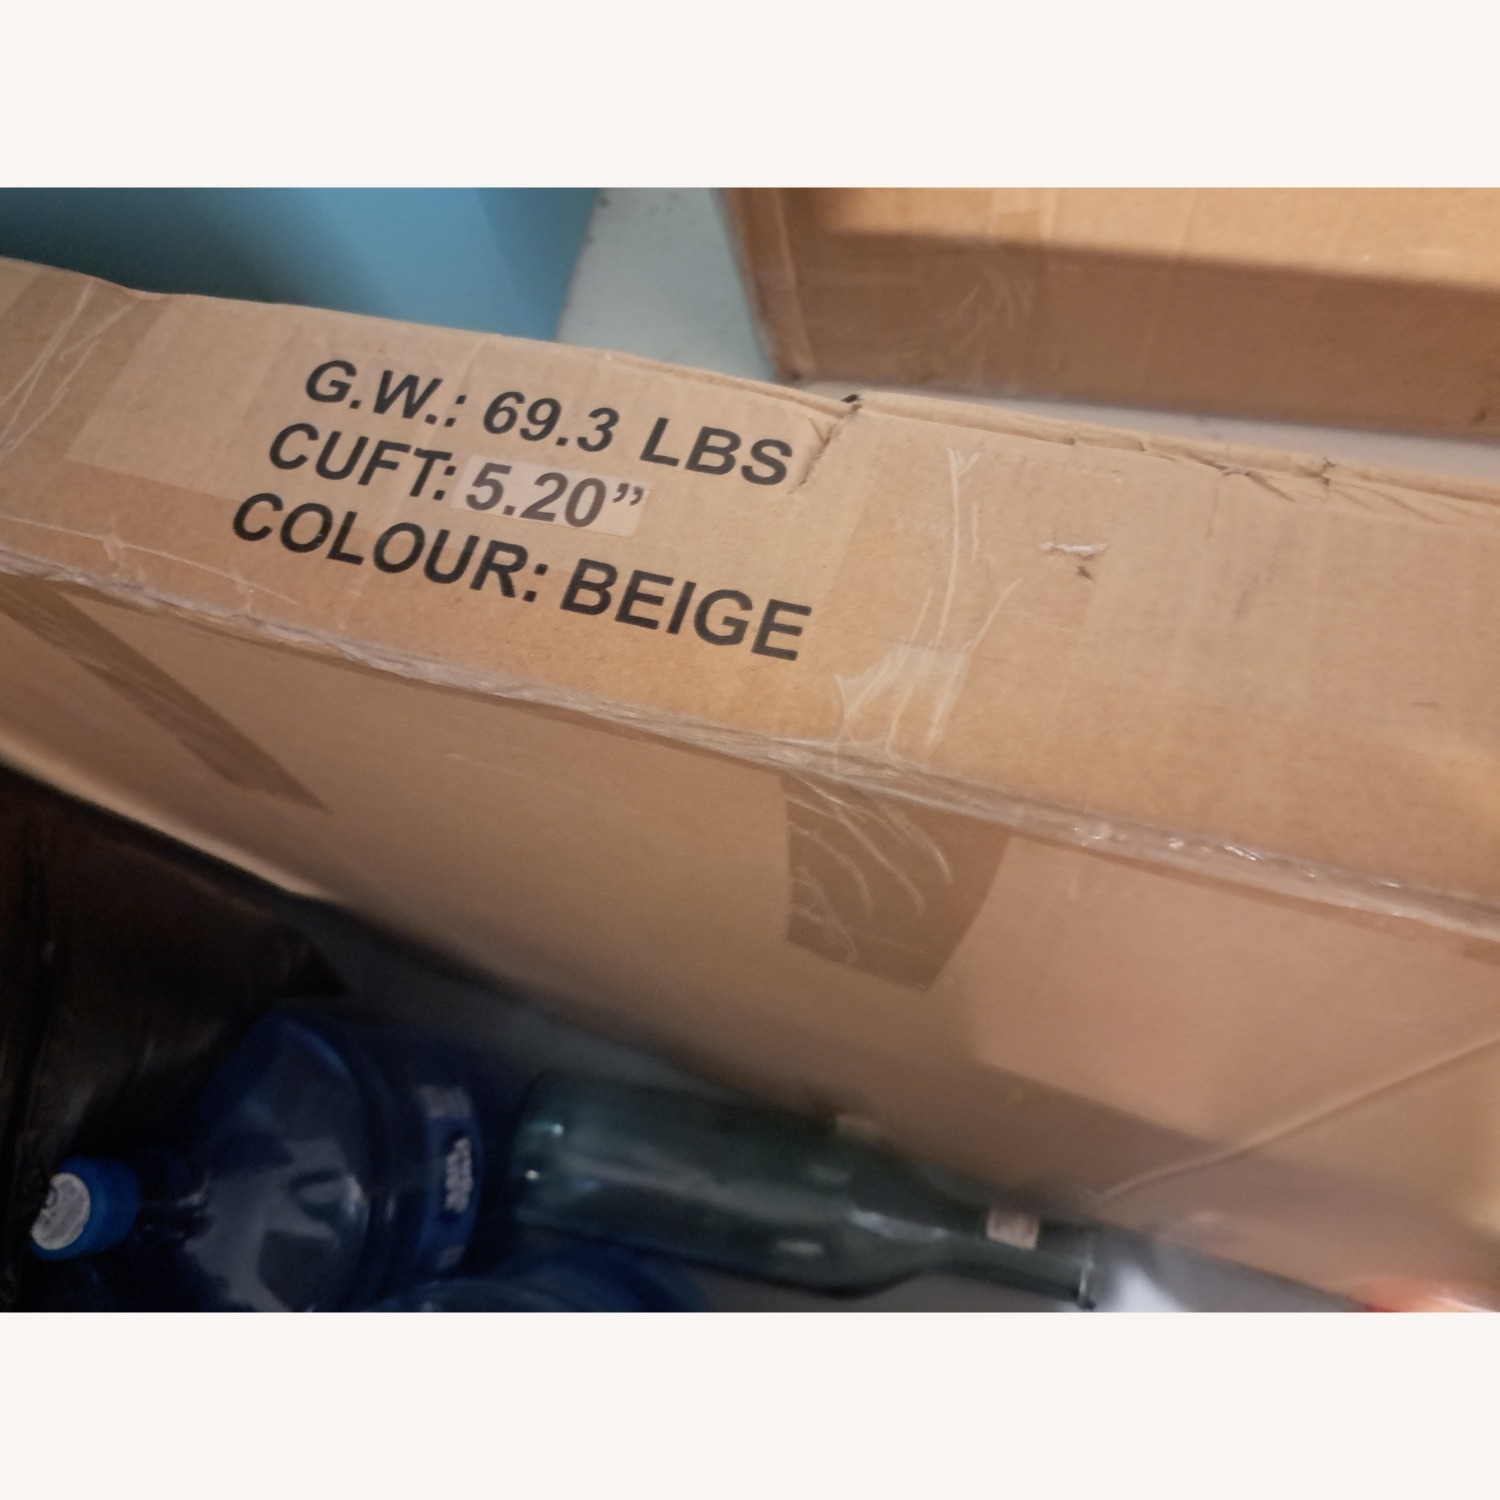 G.W.: 69.3 LBS
CUFT: 5.20”
COLOUR: BEIGE